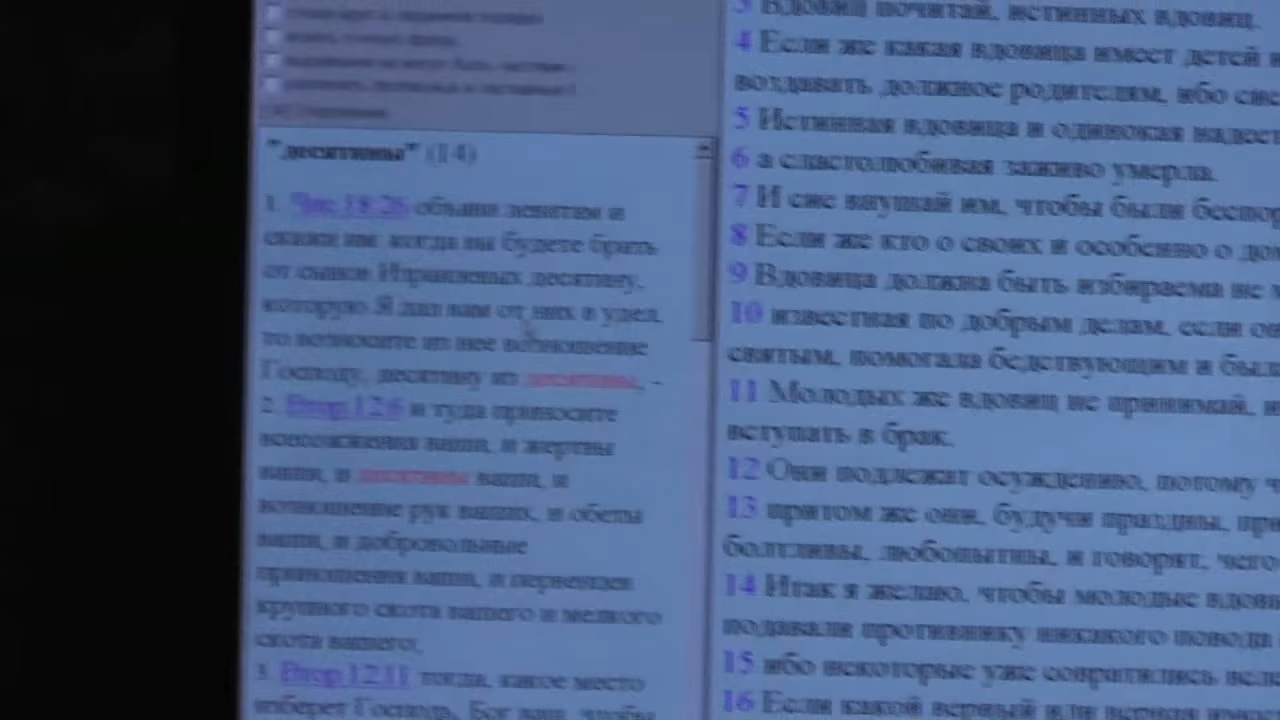 "десятины" (14)
1. Чис.18:26 объяви левитам и
скажи им: когда вы будете брать
от сынов Израилевых десятину,
которую Я дал вам от них в удел,
то возносите из нее возношение
Господу, десятину из десятины, -
2. Втор.12:6 и туда приносите
всесожжения ваши, и жертвы
ваши, и десятины ваши, и
возношение рук ваших, и обеты
ваши, и добровольные
приношения ваши, и первенцев
крупного скота вашего и мелкого
скота вашего;
3. Втор.12:11 тогда, какое место
изберет Господь, Бог ваш, чтобы
3 Вдовиц почитай, истинных вдовиц.
4 Если же какая вдовица имеет детей
воздавать должное родителям, ибо сие
5 Истинная вдовица и одинокая надеет
6 а сластолюбивая заживо умерла.
7 И сие внушай им, чтобы были беспор
8 Если же кто о своих и особенно о до
9 Вдовица должна быть избираема не
10 известная по добрым делам, если о
святым, помогала бедствующим и был
11 Молодых же вдовиц не принимай,
вступать в брак.
12 Они подлежат осуждению, потому
13 притом же они, будучи праздны, пр
болтливы, любопытны, и говорят, чего
14 Итак я желаю, чтобы молодые вдов
подавали противнику никакого повода
15 ибо некоторые уже совратились всле
16 Если какой верный или верная имее